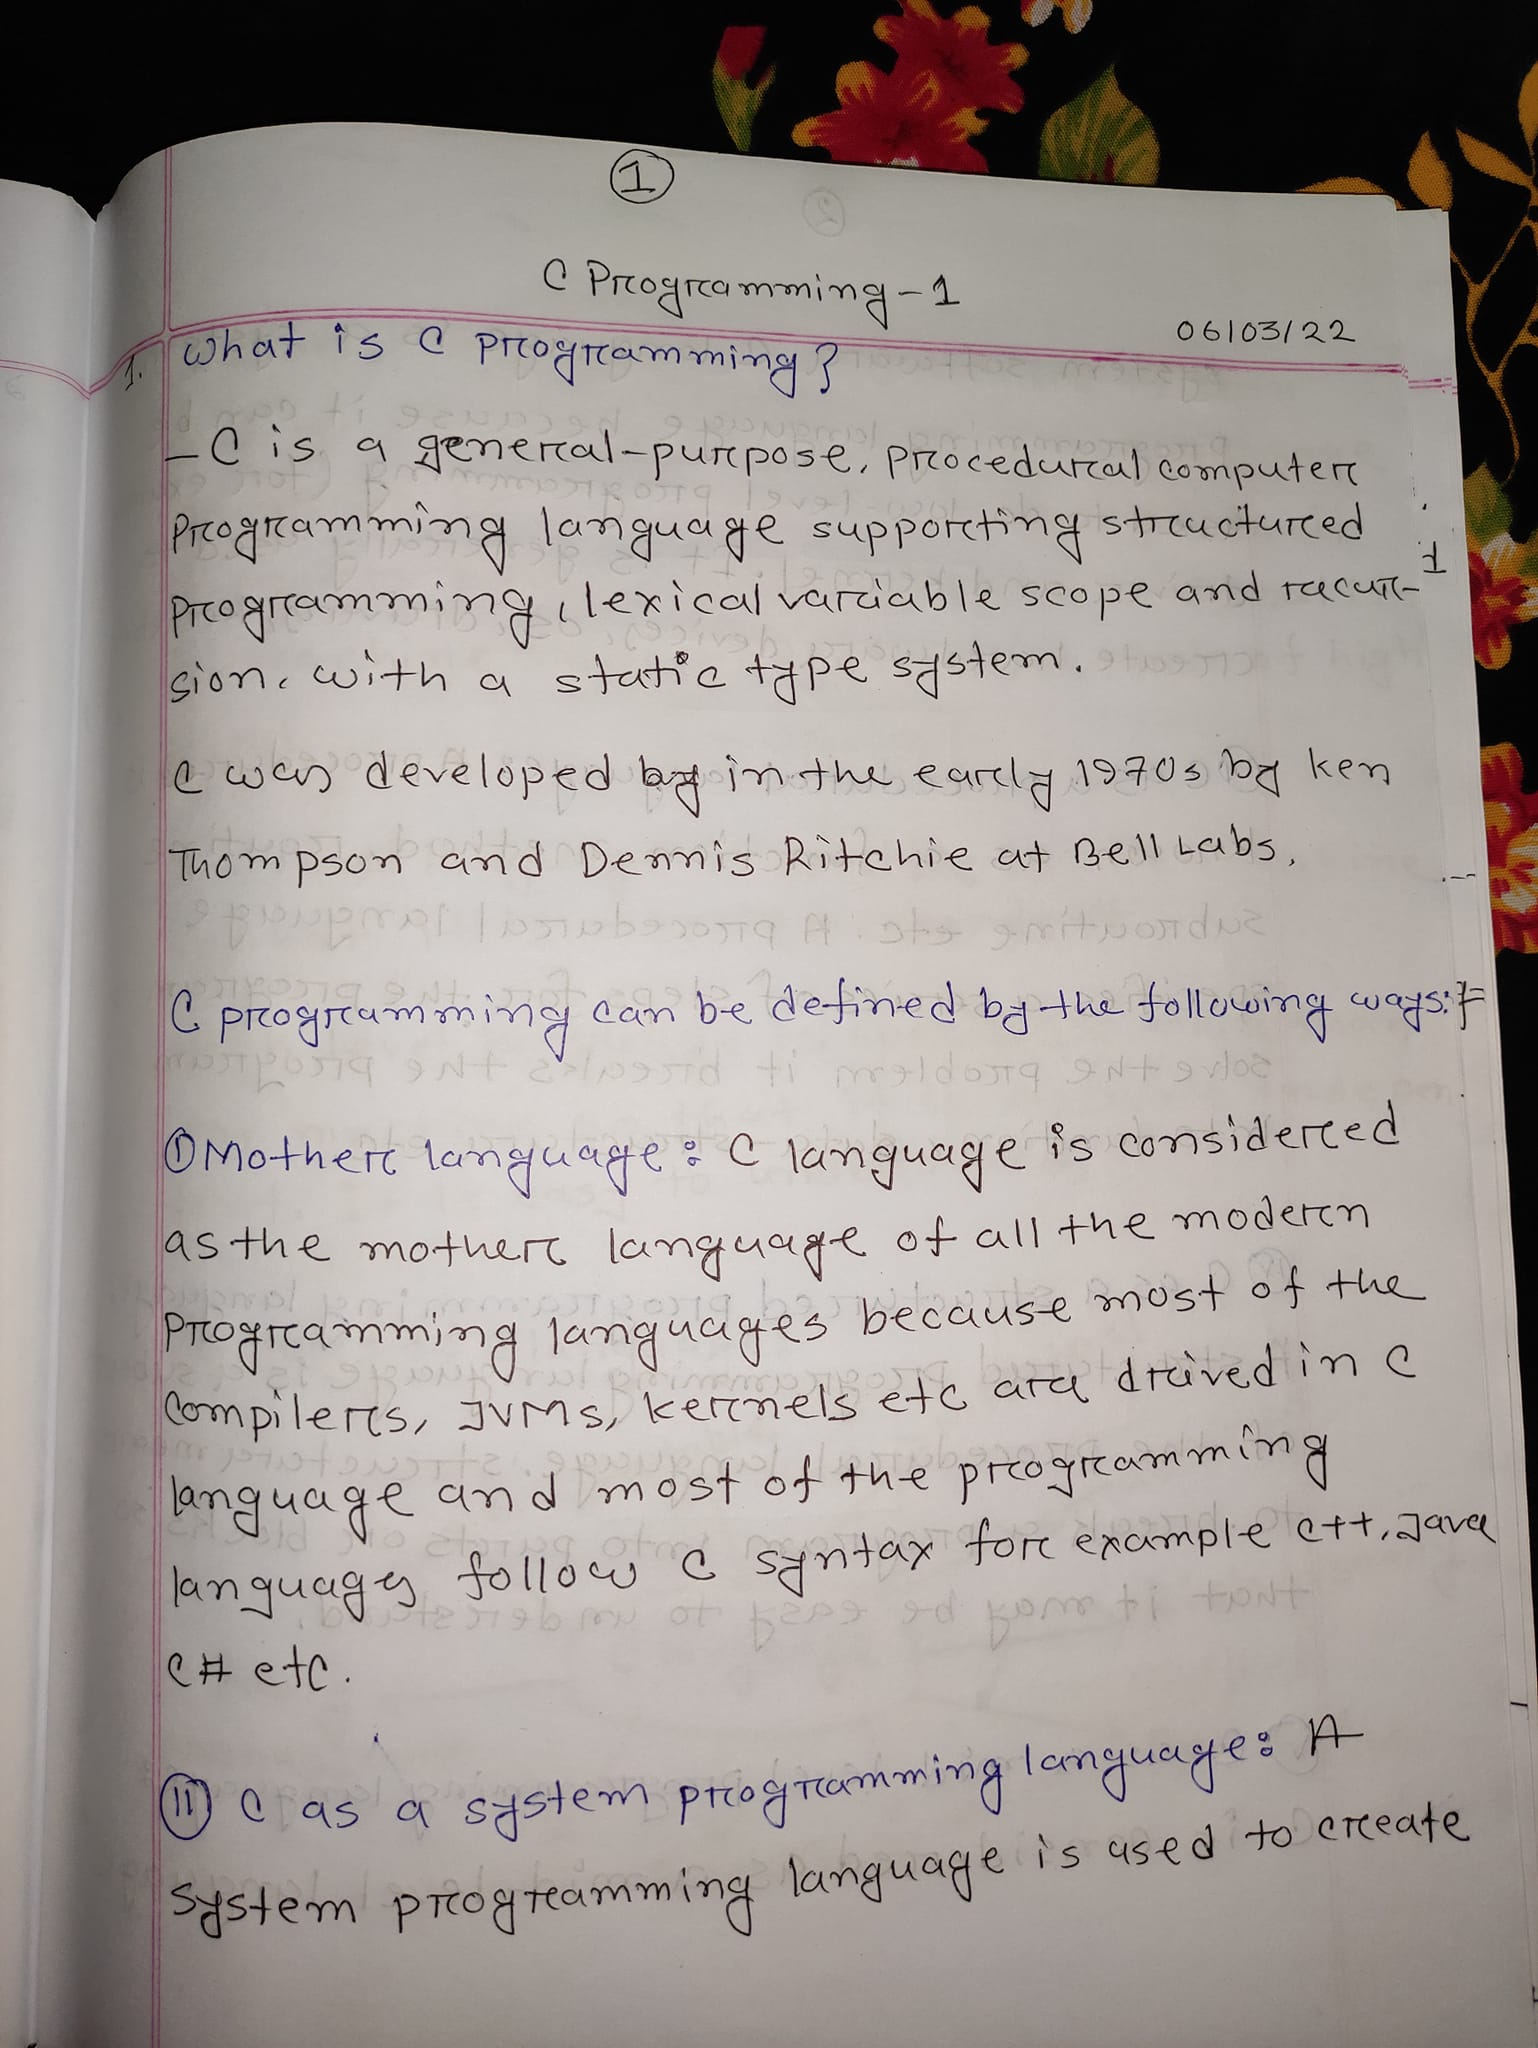 1
C Programming-1
06/03/22
1. What is C programming?
- C is a general-purpose, procedural computer
programming language supporting structured
programming, lexical variable scope and recur-
sion, with a static type system.
C was developed by in the early 1970s by Ken
Thompson and Dennis Ritchie at Bell Labs.
C programming can be defined by the following ways:-
① Mother language: C language is considered
as the mother language of all the modern
programming languages because most of the
compilers, JVMs, kernels etc are drived in C
language and most of the programming
languages follow C syntax for example C++, Java
C# etc.
ⅱ C as a system programming language: A
system programming language is used to create